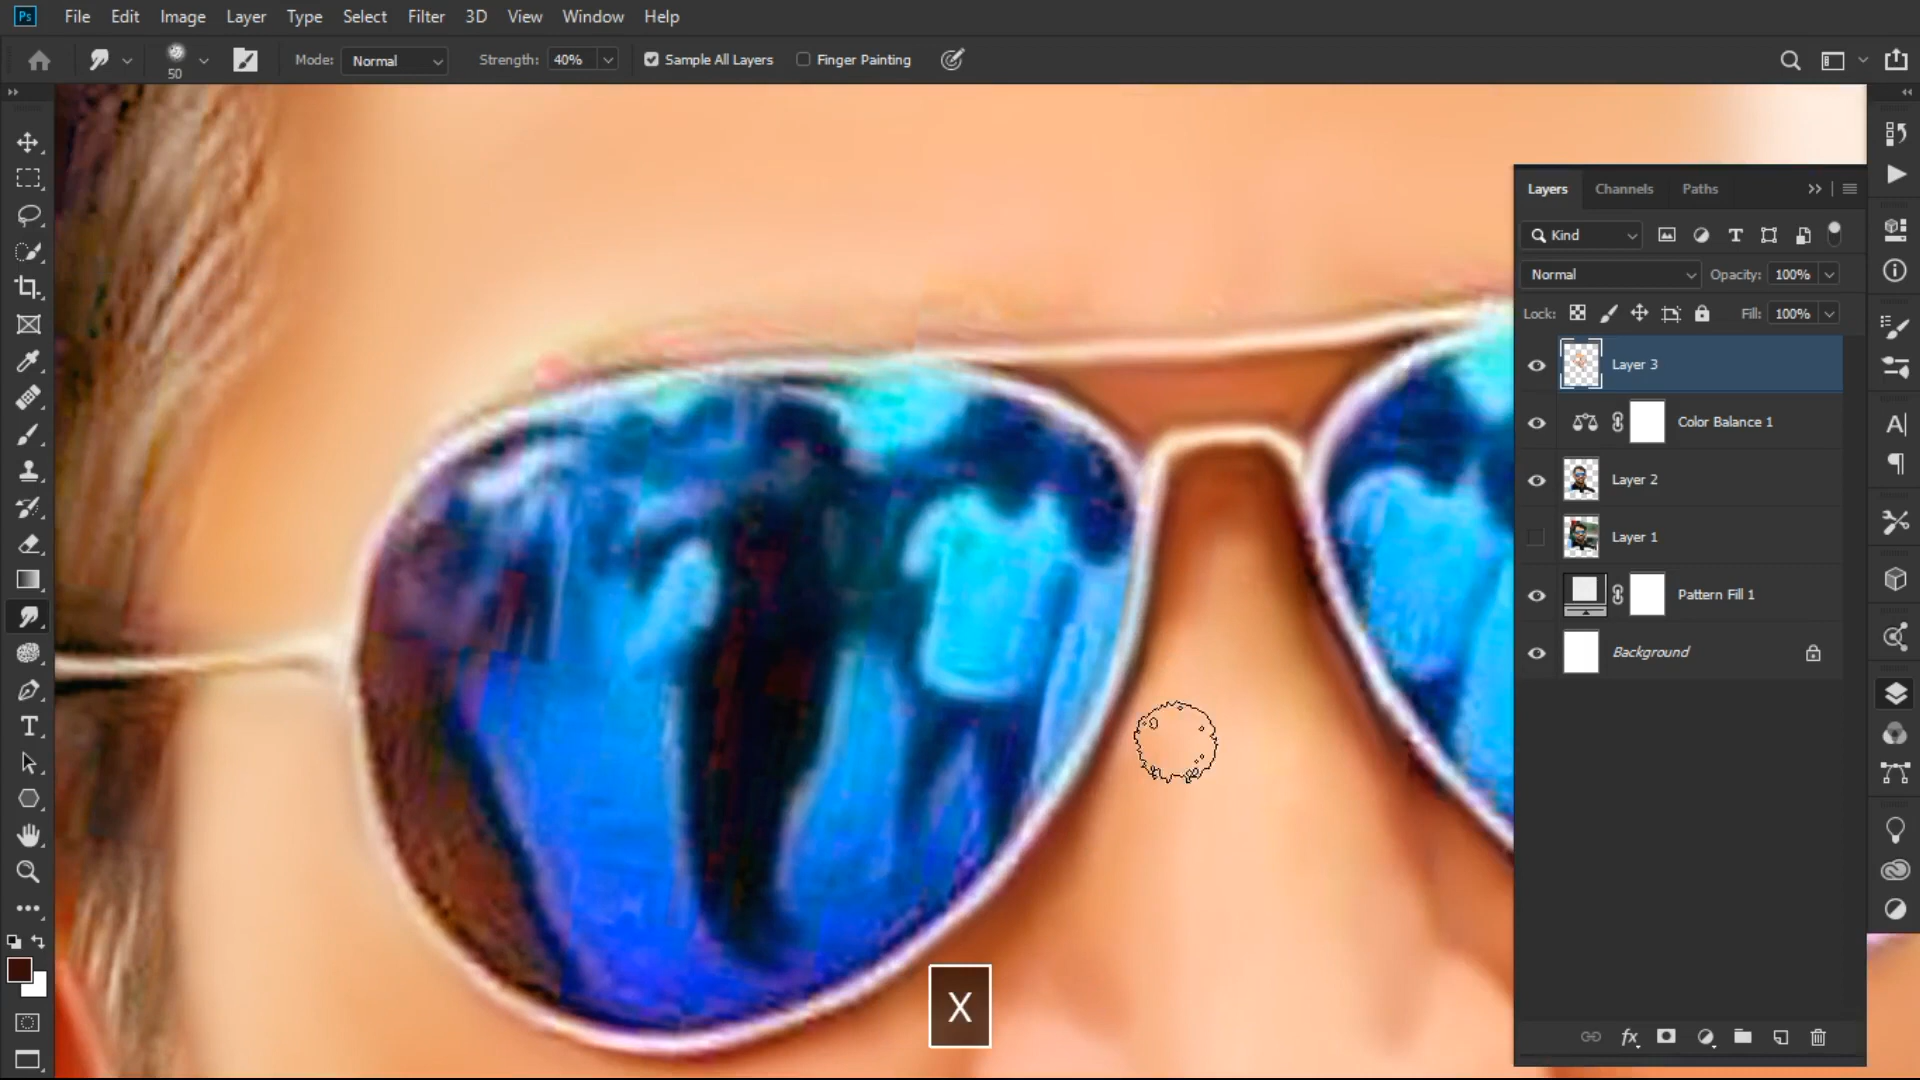 Ps File Edit Image Layer Type Select Filter 3D View Window Help
50 Mode: Normal Strength: 40% Sample All Layers Finger Painting
Layers Channels Paths
Kind
Normal Opacity: 100%
Lock: Fill: 100%
Layer 3
Color Balance 1
Layer 2
Layer 1
Pattern Fill 1
Background
X